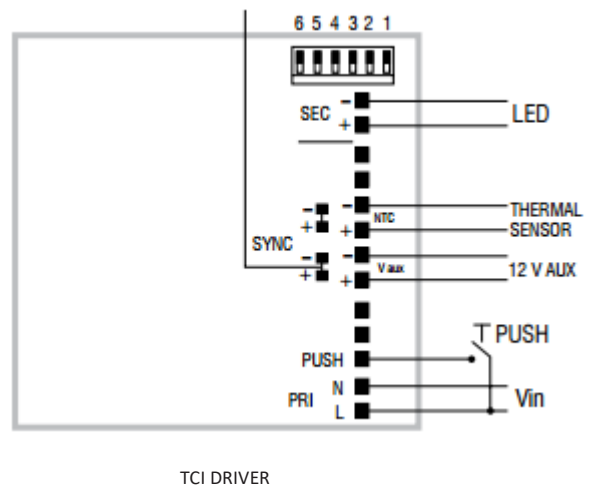 6 5 4 3 2 1
SEC - LED
+
- - NTC THERMAL
+ + SENSOR
SYNC
- - V aux 12 V AUX
+ +
PUSH
PUSH
PRI N Vin
L
TCI DRIVER